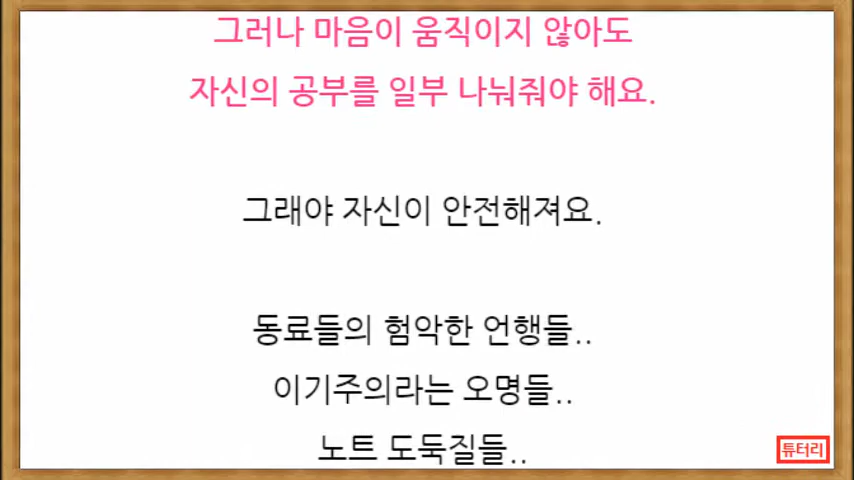 그러나 마음이 움직이지 않아도
자신의 공부를 일부 나눠줘야 해요.
그래야 자신이 안전해져요.
동료들의 험악한 언행들..
이기주의라는 오명들..
노트 도둑질들..
튜터리